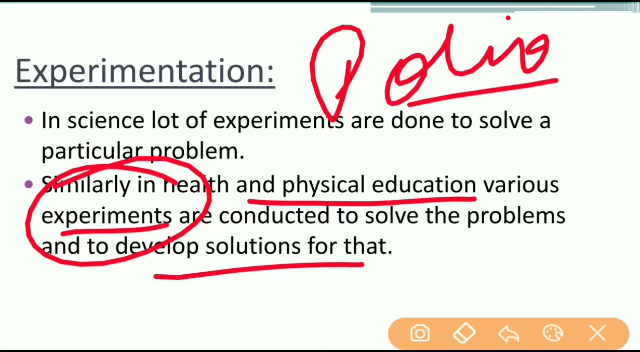 Polio
Experimentation:
• In science lot of experiments are done to solve a
particular problem.
• Similarly in health and physical education various
experiments are conducted to solve the problems
and to develop solutions for that.